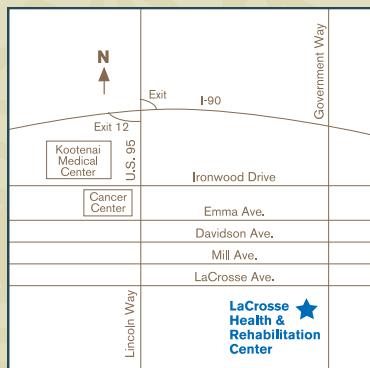 N
Exit
I-90
Government Way
Exit 12
Kootenai
Medical
Center
U.S. 95
Ironwood Drive
Cancer
Center
Emma Ave.
Davidson Ave.
Mill Ave.
LaCrosse Ave.
Lincoln Way
LaCrosse
Health &
Rehabilitation
Center